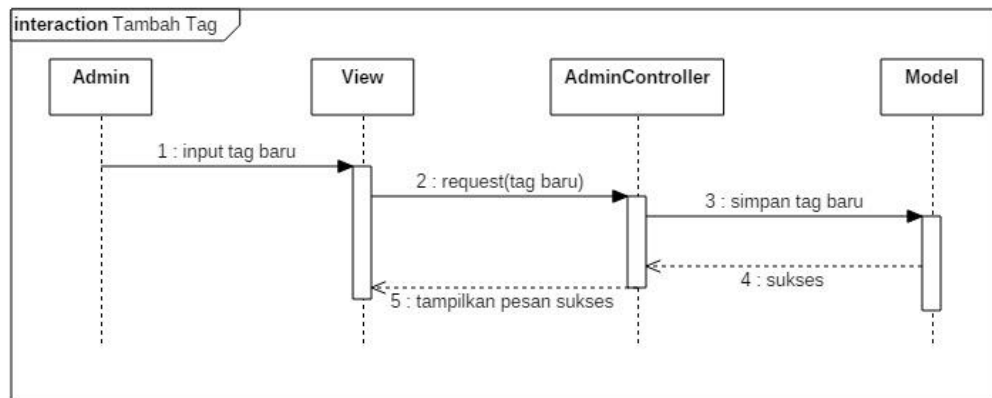 interaction Tambah Tag
Admin
View
AdminController
Model
1 : input tag baru
2 : request(tag baru)
3 : simpan tag baru
4 : sukses
5 : tampilkan pesan sukses